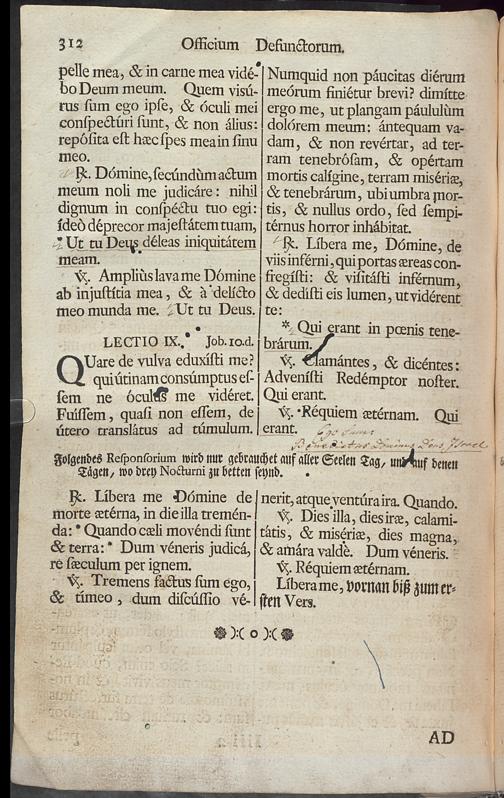 312 Officium Defunctorum.
pelle mea, & in carne mea vidé-
bo Deum meum. Quem visú-
rus ſum ego ipſe, & óculi mei
conſpectúri ſunt, & non álius:
repóſita eſt hæc ſpes mea in ſinu
meo.
℟. Dómine, ſecúndùm actum
meum noli me judicáre: nihil
dignum in conſpéctu tuo egi:
ídeò déprecor majeſtátem tuam,
* Ut tu Deus déleas iniquitátem
meam.
℣. Ampliùs lava me Dómine
ab injuſtítia mea, & à delícto
meo munda me. Ut tu Deus.
LECTIO IX. Job. 10.d.
QUare de vulva eduxíſti me?
qui útinam conſúmptus eſ-
ſem ne óculus me vidéret.
Fuíſſem, quaſi non eſſem, de
útero translátus ad túmulum.
Numquid non páucitas diérum
meórum finiétur brevi? dimítte
ergo me, ut plangam páululùm
dolórem meum: ántequam va-
dam, & non revértar, ad ter-
ram tenebróſam, & opértam
mortis calígine, terram miſériæ,
& tenebrárum, ubi umbra mor-
tis, & nullus ordo, ſed ſempi-
térnus horror inhábitat.
℟. Líbera me, Dómine, de
viis inférni, qui portas æreas con-
fregíſti: & viſitáſti inférnum,
& dediſti eis lumen, ut vidérent
te:
* Qui erant in pœnis tene-
brárum.
℣. Clamántes, & dicéntes:
Adveníſti Redémptor noſter.
Qui erant.
℣. Réquiem ætérnam. Qui
erant. Ego sum
Benedictus Dominus Deus Israel
Folgendes Reſponſorium wird nur gebrauchet auf aller Seelen Tag, und auf denen
Tägen, wo drey Nocturni zu betten ſeynd.
℟. Líbera me Dómine de
morte ætérna, in die illa tremén-
da: * Quando cæli movéndi ſunt
& terra: * Dum véneris judicá,
re ſæculum per ignem.
℣. Tremens factus ſum ego,
& tímeo, dum diſcúſſio vé-
nerit, atque ventúra ira. Quando.
℣. Dies illa, dies iræ, calami-
tátis, & miſériæ, dies magna,
& amára valdè. Dum véneris.
℣. Réquiem ætérnam.
Líbera me, vornan biß zum er-
ſten Vers.
):( o ):(
AD